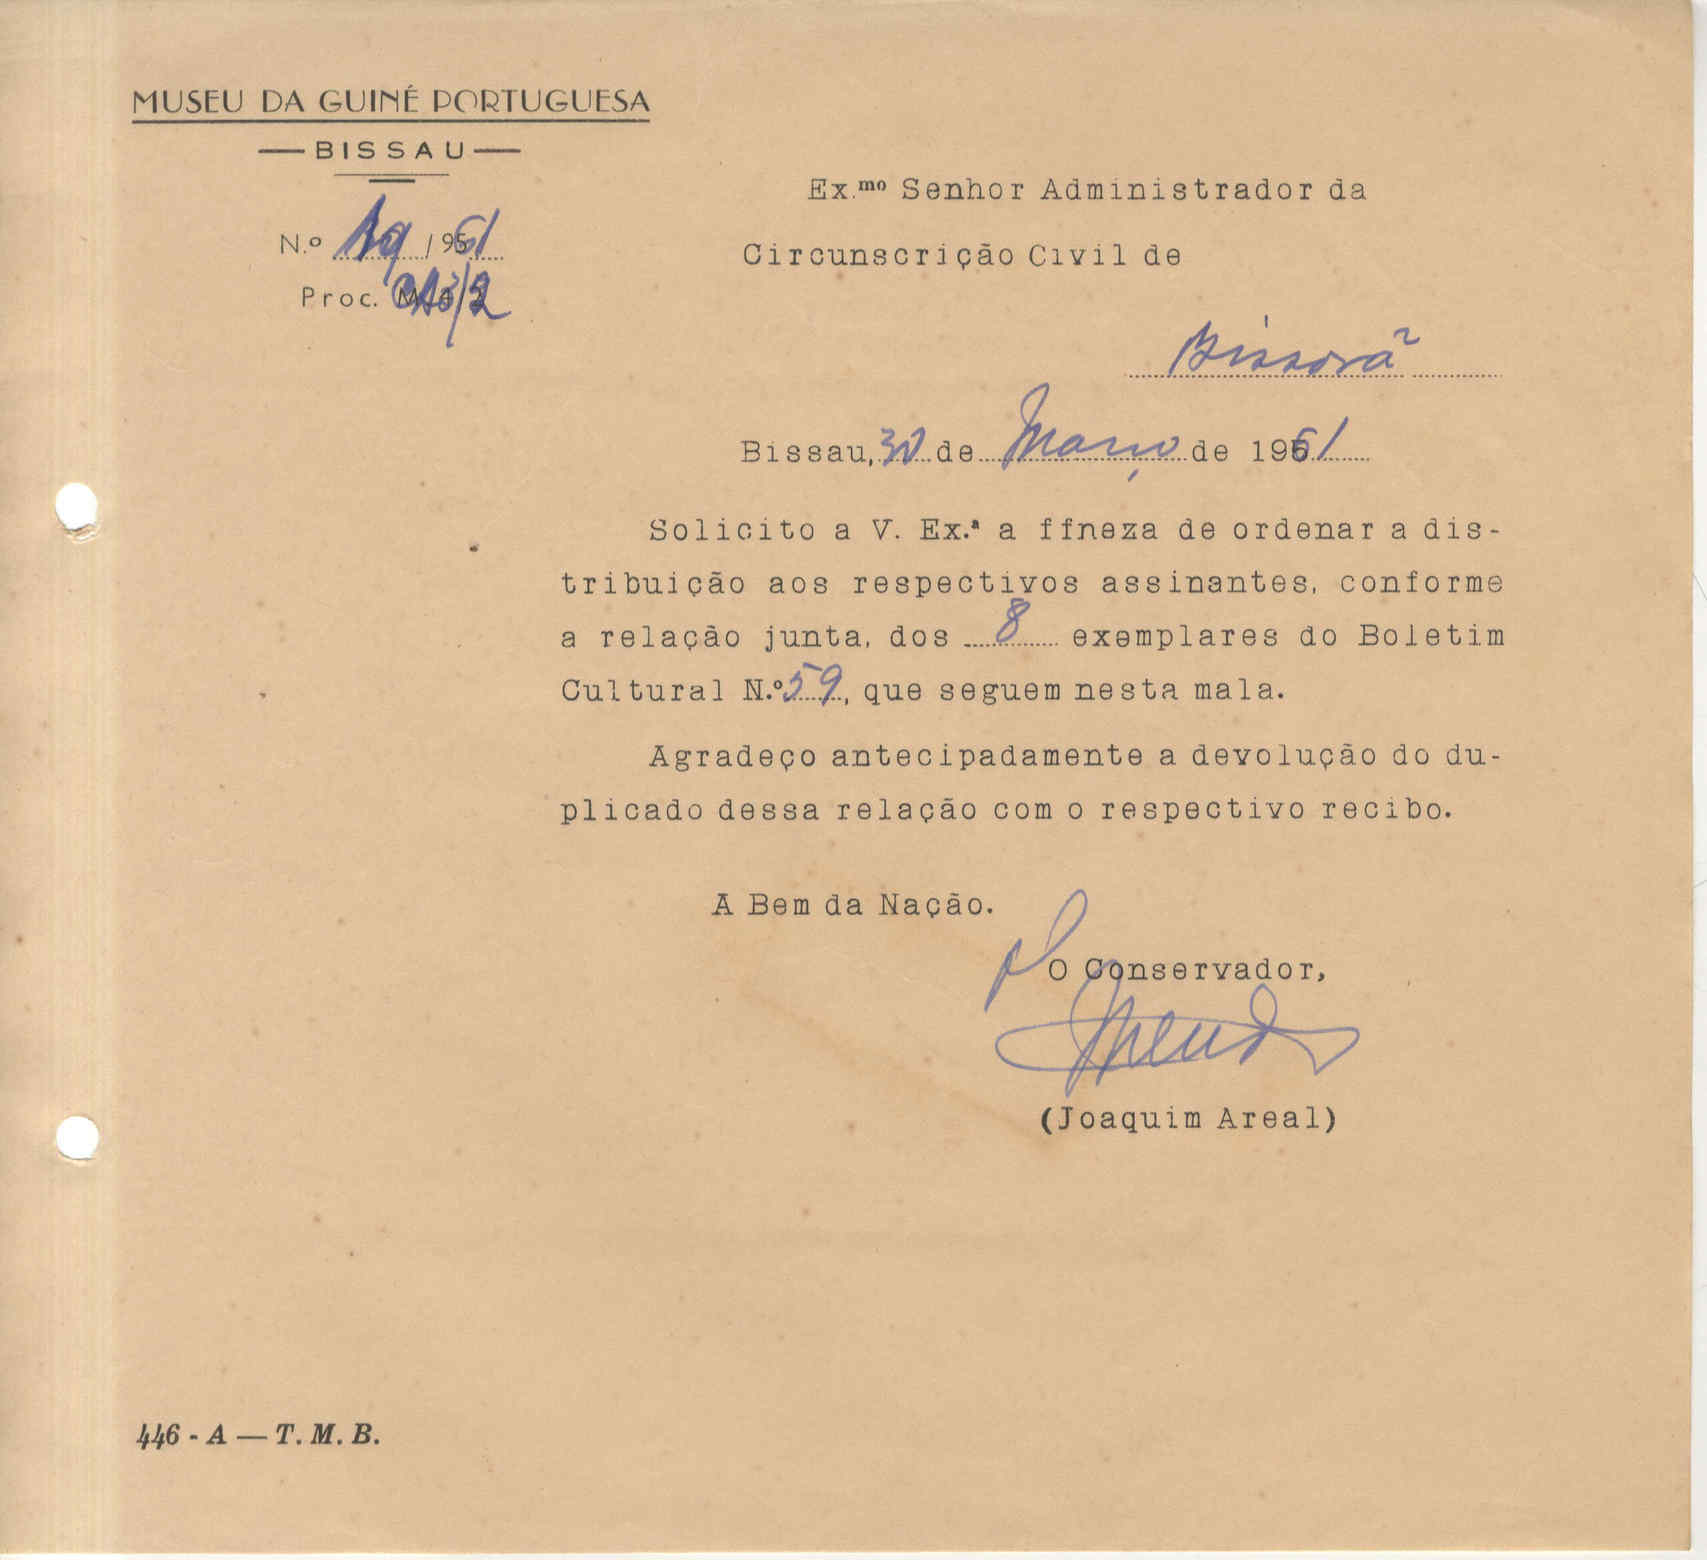 MUSEU DA GUINÉ PORTUGUESA
— BISSAU —
N.º 19 / 961
Proc.
Ex.mo Senhor Administrador da
Circunscrição Civil de
Bissorã
Bissau, 30 de Março de 1961
Solicito a V. Ex.ª a ffneza de ordenar a dis-
tribuição aos respectivos assinantes, conforme
a relação junta, dos 8 exemplares do Boletim
Cultural N.º 59, que seguem nesta mala.
Agradeço antecipadamente a devolução do du-
plicado dessa relação com o respectivo recibo.
A Bem da Nação.
O Conservador,
(Joaquim Areal)
446 - A — T. M. B.